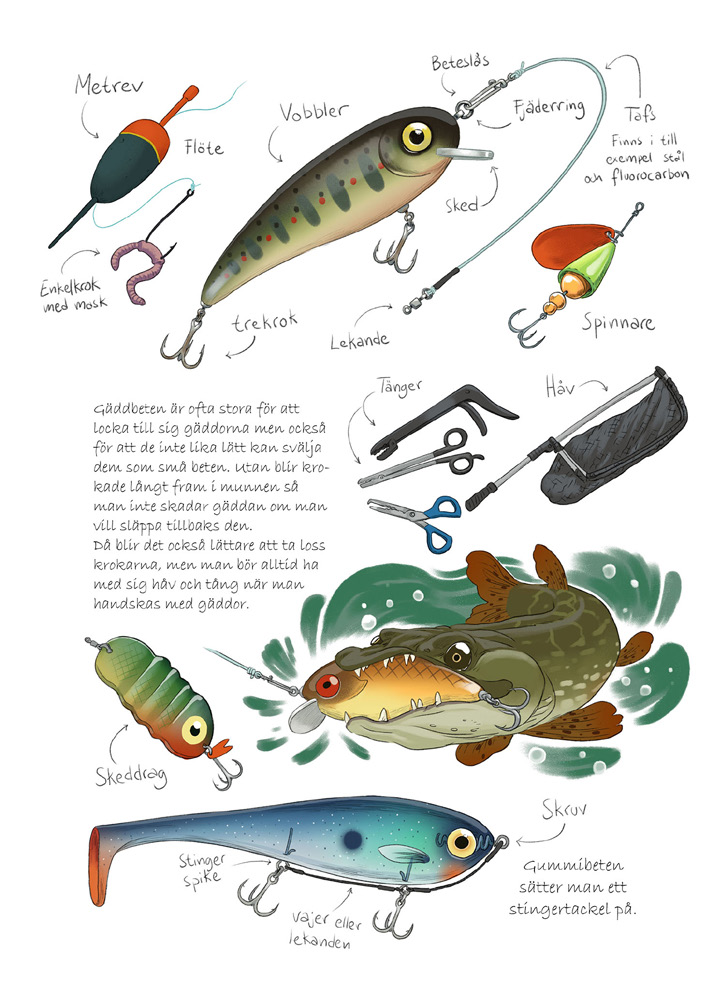 Metrev
Flöte
Enkelkrok
med mask
Vobbler
Beteslås
Fjäderring
Sked
Tafs
Finns i till
exempel stål
och fluorocarbon
trekrok
Lekande
Spinnare
Tänger
Håv
Gäddbeten är ofta stora för att
locka till sig gäddorna men också
för att de inte lika lätt kan svälja
dem som små beten. Utan blir kro-
kade långt fram i munnen så
man inte skadar gäddan om man
vill släppa tillbaks den.
Då blir det också lättare att ta loss
krokarna, men man bör alltid ha
med sig håv och tång när man
handskas med gäddor.
Skeddrag
Stinger
spike
vajer eller
lekanden
Skruv
Gummibeten
sätter man ett
stingertackel på.